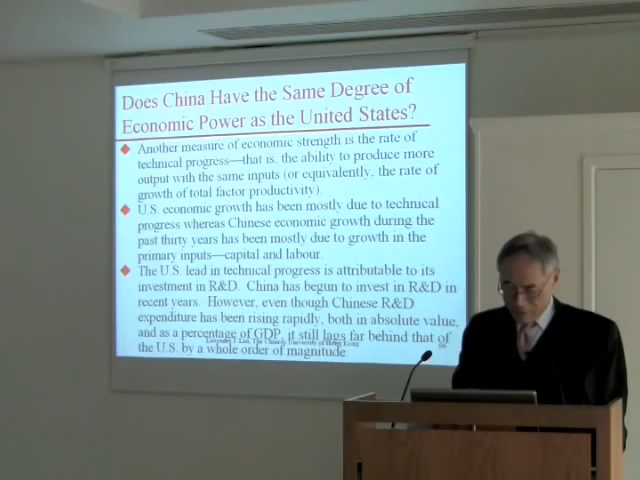 Does China Have the Same Degree of
Economic Power as the United States?
Another measure of economic strength is the rate of
technical progress—that is, the ability to produce more
output with the same inputs (or equivalently, the rate of
growth of total factor productivity).
U.S. economic growth has been mostly due to technical
progress whereas Chinese economic growth during the
past thirty years has been mostly due to growth in the
primary inputs—capital and labour.
The U.S. lead in technical progress is attributable to its
investment in R&D. China has begun to invest in R&D in
recent years. However, even though Chinese R&D
expenditure has been rising rapidly, both in absolute value,
and as a percentage of GDP, it still lags far behind that of
the U.S. by a whole order of magnitude.
Lawrence J. Lau, The Chinese University of Hong Kong